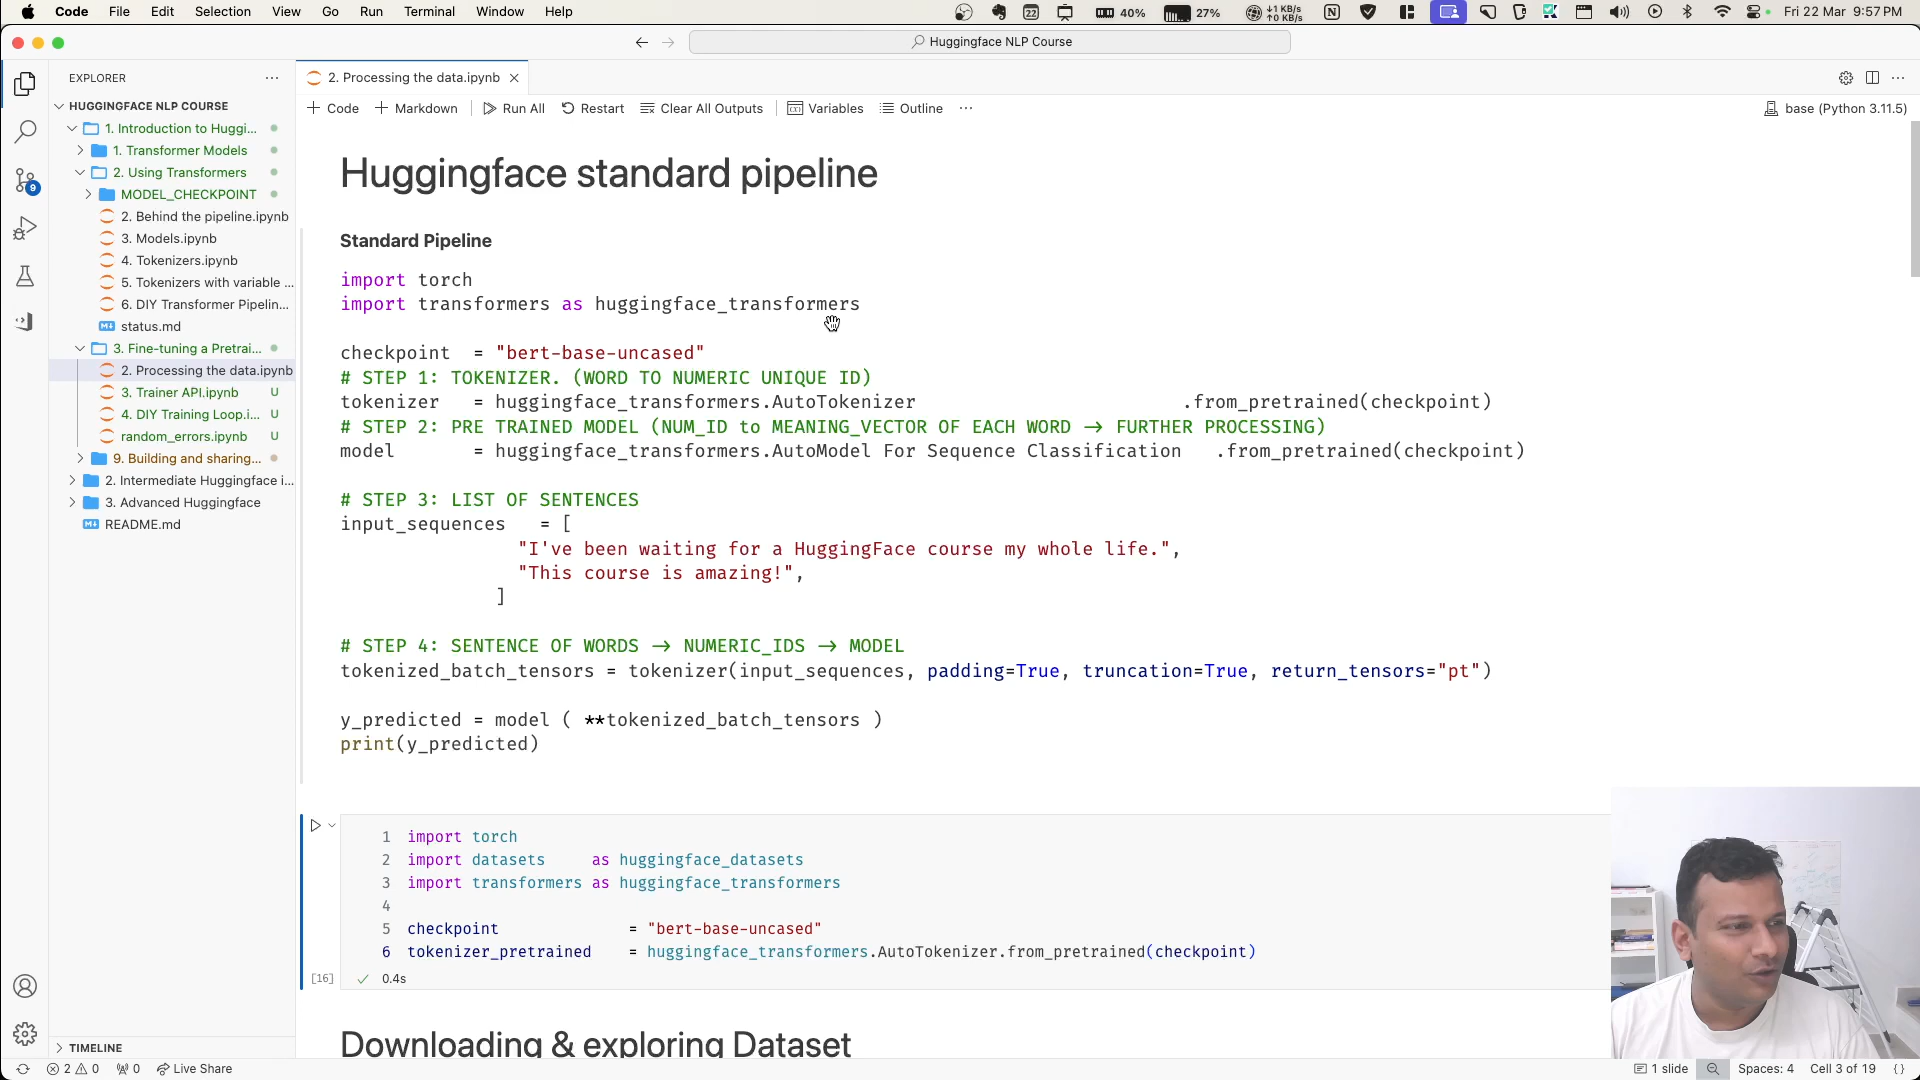 Code File Edit Selection View Go Run Terminal Window Help 22 40% 27% ↓1 KB/s ↑0 KB/s Fri 22 Mar 9:57 PM
Huggingface NLP Course
EXPLORER
2. Processing the data.ipynb
HUGGINGFACE NLP COURSE
+ Code + Markdown Run All Restart Clear All Outputs Variables Outline base (Python 3.11.5)
1. Introduction to Huggi...
1. Transformer Models
2. Using Transformers
MODEL_CHECKPOINT
2. Behind the pipeline.ipynb
3. Models.ipynb
4. Tokenizers.ipynb
5. Tokenizers with variable ...
6. DIY Transformer Pipelin...
status.md
3. Fine-tuning a Pretrai...
2. Processing the data.ipynb
3. Trainer API.ipynb U
4. DIY Training Loop.i... U
random_errors.ipynb U
9. Building and sharing...
2. Intermediate Huggingface i...
3. Advanced Huggingface
README.md
9
TIMELINE
Huggingface standard pipeline
Standard Pipeline
import torch
import transformers as huggingface_transformers
checkpoint = "bert-base-uncased"
# STEP 1: TOKENIZER. (WORD TO NUMERIC UNIQUE ID)
tokenizer = huggingface_transformers.AutoTokenizer .from_pretrained(checkpoint)
# STEP 2: PRE TRAINED MODEL (NUM_ID to MEANING_VECTOR OF EACH WORD → FURTHER PROCESSING)
model = huggingface_transformers.AutoModel For Sequence Classification .from_pretrained(checkpoint)
# STEP 3: LIST OF SENTENCES
input_sequences = [
"I've been waiting for a HuggingFace course my whole life.",
"This course is amazing!",
]
# STEP 4: SENTENCE OF WORDS → NUMERIC_IDS → MODEL
tokenized_batch_tensors = tokenizer(input_sequences, padding=True, truncation=True, return_tensors="pt")
y_predicted = model ( **tokenized_batch_tensors )
print(y_predicted)
1 import torch
2 import datasets as huggingface_datasets
3 import transformers as huggingface_transformers
4
5 checkpoint = "bert-base-uncased"
6 tokenizer_pretrained = huggingface_transformers.AutoTokenizer.from_pretrained(checkpoint)
[16] ✓ 0.4s
Downloading & exploring Dataset
2 0 0 Live Share 1 slide Spaces: 4 Cell 3 of 19 {}